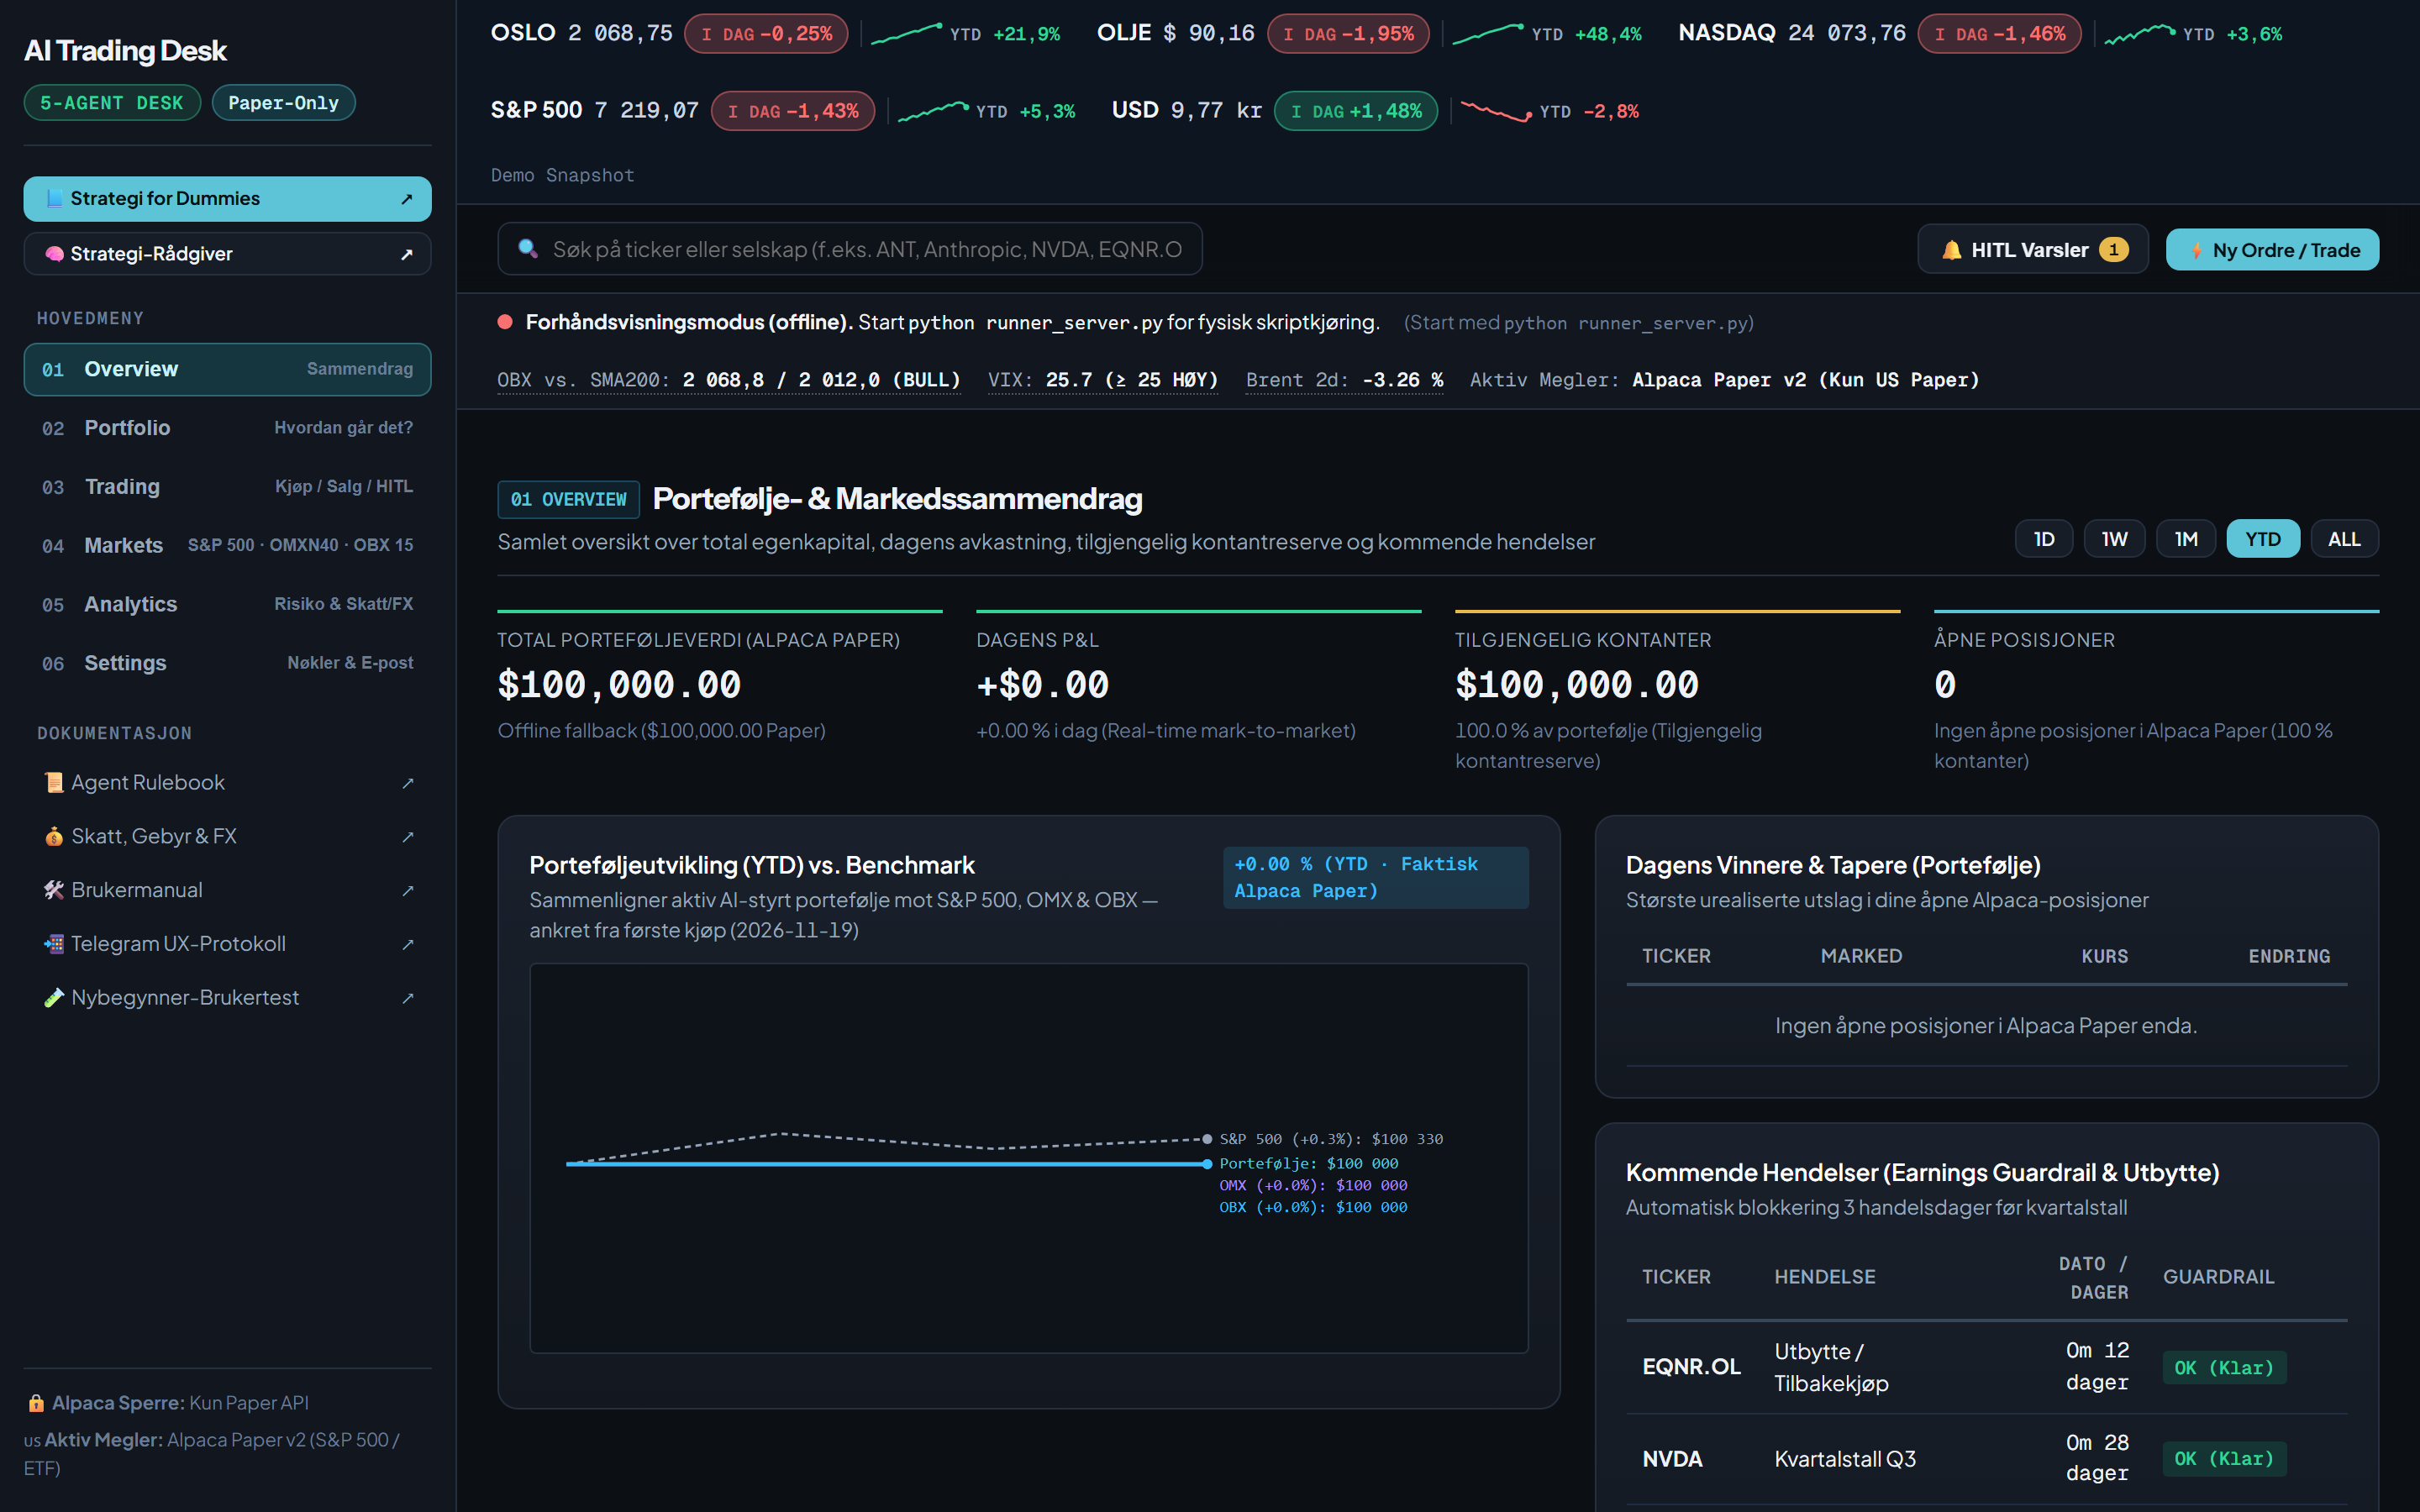 AI Trading Desk
5-AGENT DESK
Paper-Only
📘 Strategi for Dummies ↗
🧠 Strategi-Rådgiver ↗
HOVEDMENY
01 Overview Sammendrag
02 Portfolio Hvordan går det?
03 Trading Kjøp / Salg / HITL
04 Markets S&P 500 · OMXN40 · OBX 15
05 Analytics Risiko & Skatt/FX
06 Settings Nøkler & E-post
DOKUMENTASJON
📜 Agent Rulebook ↗
💰 Skatt, Gebyr & FX ↗
🛠️ Brukermanual ↗
📲 Telegram UX-Protokoll ↗
🧪 Nybegynner-Brukertest ↗
🔒 Alpaca Sperre: Kun Paper API
us Aktiv Megler: Alpaca Paper v2 (S&P 500 /
ETF)
OSLO 2 068,75 I DAG −0,25% YTD +21,9% OLJE $ 90,16 I DAG −1,95% YTD +48,4% NASDAQ 24 073,76 I DAG −1,46% YTD +3,6%
S&P 500 7 219,07 I DAG −1,43% YTD +5,3% USD 9,77 kr I DAG +1,48% YTD −2,8%
Demo Snapshot
🔍 Søk på ticker eller selskap (f.eks. ANT, Anthropic, NVDA, EQNR.O
🔔 HITL Varsler 1
⚡ Ny Ordre / Trade
Forhåndsvisningsmodus (offline). Start python runner_server.py for fysisk skriptkjøring. (Start med python runner_server.py)
OBX vs. SMA200: 2 068,8 / 2 012,0 (BULL) VIX: 25.7 (≥ 25 HØY) Brent 2d: -3.26 % Aktiv Megler: Alpaca Paper v2 (Kun US Paper)
01 OVERVIEW Portefølje- & Markedssammendrag
Samlet oversikt over total egenkapital, dagens avkastning, tilgjengelig kontantreserve og kommende hendelser
1D 1W 1M YTD ALL
TOTAL PORTEFØLJEVERDI (ALPACA PAPER)
$100,000.00
Offline fallback ($100,000.00 Paper)
DAGENS P&L
+$0.00
+0.00 % i dag (Real-time mark-to-market)
TILGJENGELIG KONTANTER
$100,000.00
100.0 % av portefølje (Tilgjengelig
kontantreserve)
ÅPNE POSISJONER
0
Ingen åpne posisjoner i Alpaca Paper (100 %
kontanter)
Porteføljeutvikling (YTD) vs. Benchmark
Sammenligner aktiv AI-styrt portefølje mot S&P 500, OMX & OBX —
ankret fra første kjøp (2026-11-19)
+0.00 % (YTD · Faktisk
Alpaca Paper)
S&P 500 (+0.3%): $100 330
Portefølje: $100 000
OMX (+0.0%): $100 000
OBX (+0.0%): $100 000
Dagens Vinnere & Tapere (Portefølje)
Største urealiserte utslag i dine åpne Alpaca-posisjoner
TICKER MARKED KURS ENDRING
Ingen åpne posisjoner i Alpaca Paper enda.
Kommende Hendelser (Earnings Guardrail & Utbytte)
Automatisk blokkering 3 handelsdager før kvartalstall
TICKER HENDELSE DATO / DAGER GUARDRAIL
EQNR.OL Utbytte / Tilbakekjøp Om 12 dager OK (Klar)
NVDA Kvartalstall Q3 Om 28 dager OK (Klar)